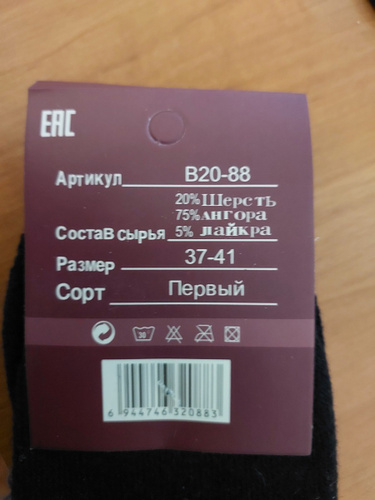 EAC
Артикул B20-88
20% Шерсть
75% Ангора
Состав сырья 5% лайкра
Размер 37-41
Сорт Первый
30
6 944746 320883